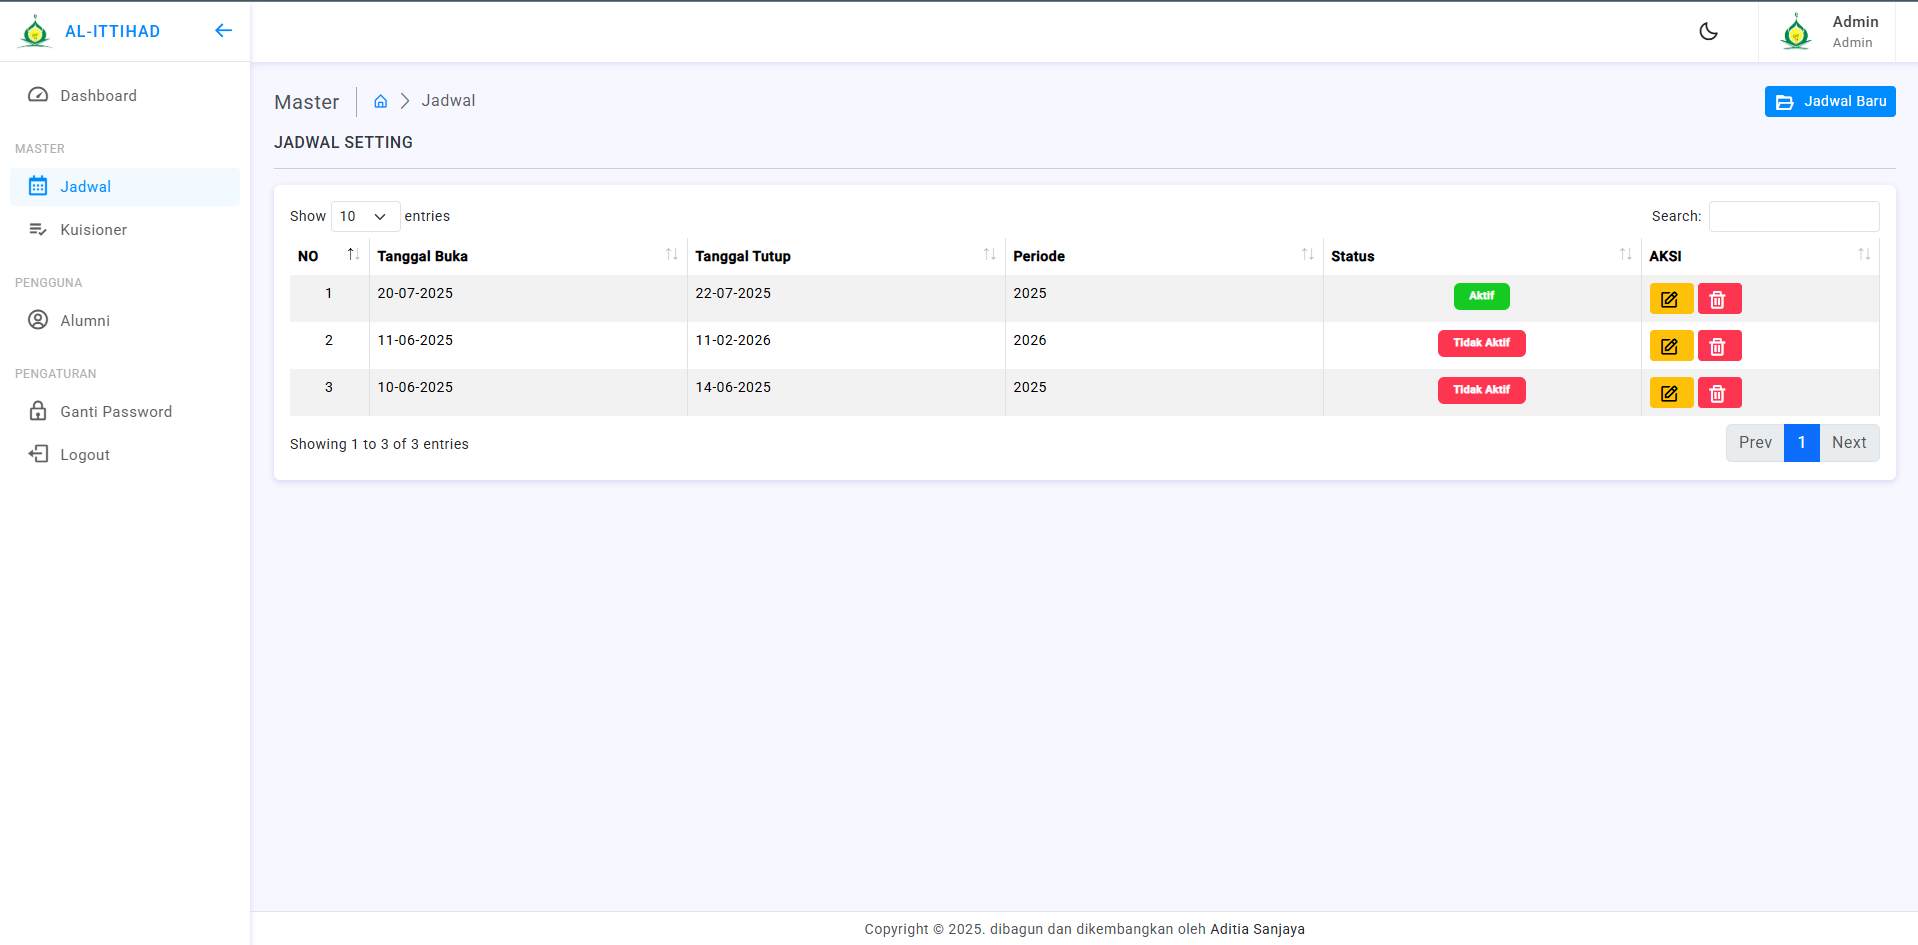 AL-ITTIHAD
Admin
Admin
Dashboard
MASTER
Jadwal
Kuisioner
PENGGUNA
Alumni
PENGATURAN
Ganti Password
Logout
Master Jadwal
Jadwal Baru
JADWAL SETTING
Show 10 entries
Search:
NO Tanggal Buka Tanggal Tutup Periode Status AKSI
1 20-07-2025 22-07-2025 2025 Aktif
2 11-06-2025 11-02-2026 2026 Tidak Aktif
3 10-06-2025 14-06-2025 2025 Tidak Aktif
Showing 1 to 3 of 3 entries
Prev 1 Next
Copyright © 2025. dibagun dan dikembangkan oleh Aditia Sanjaya